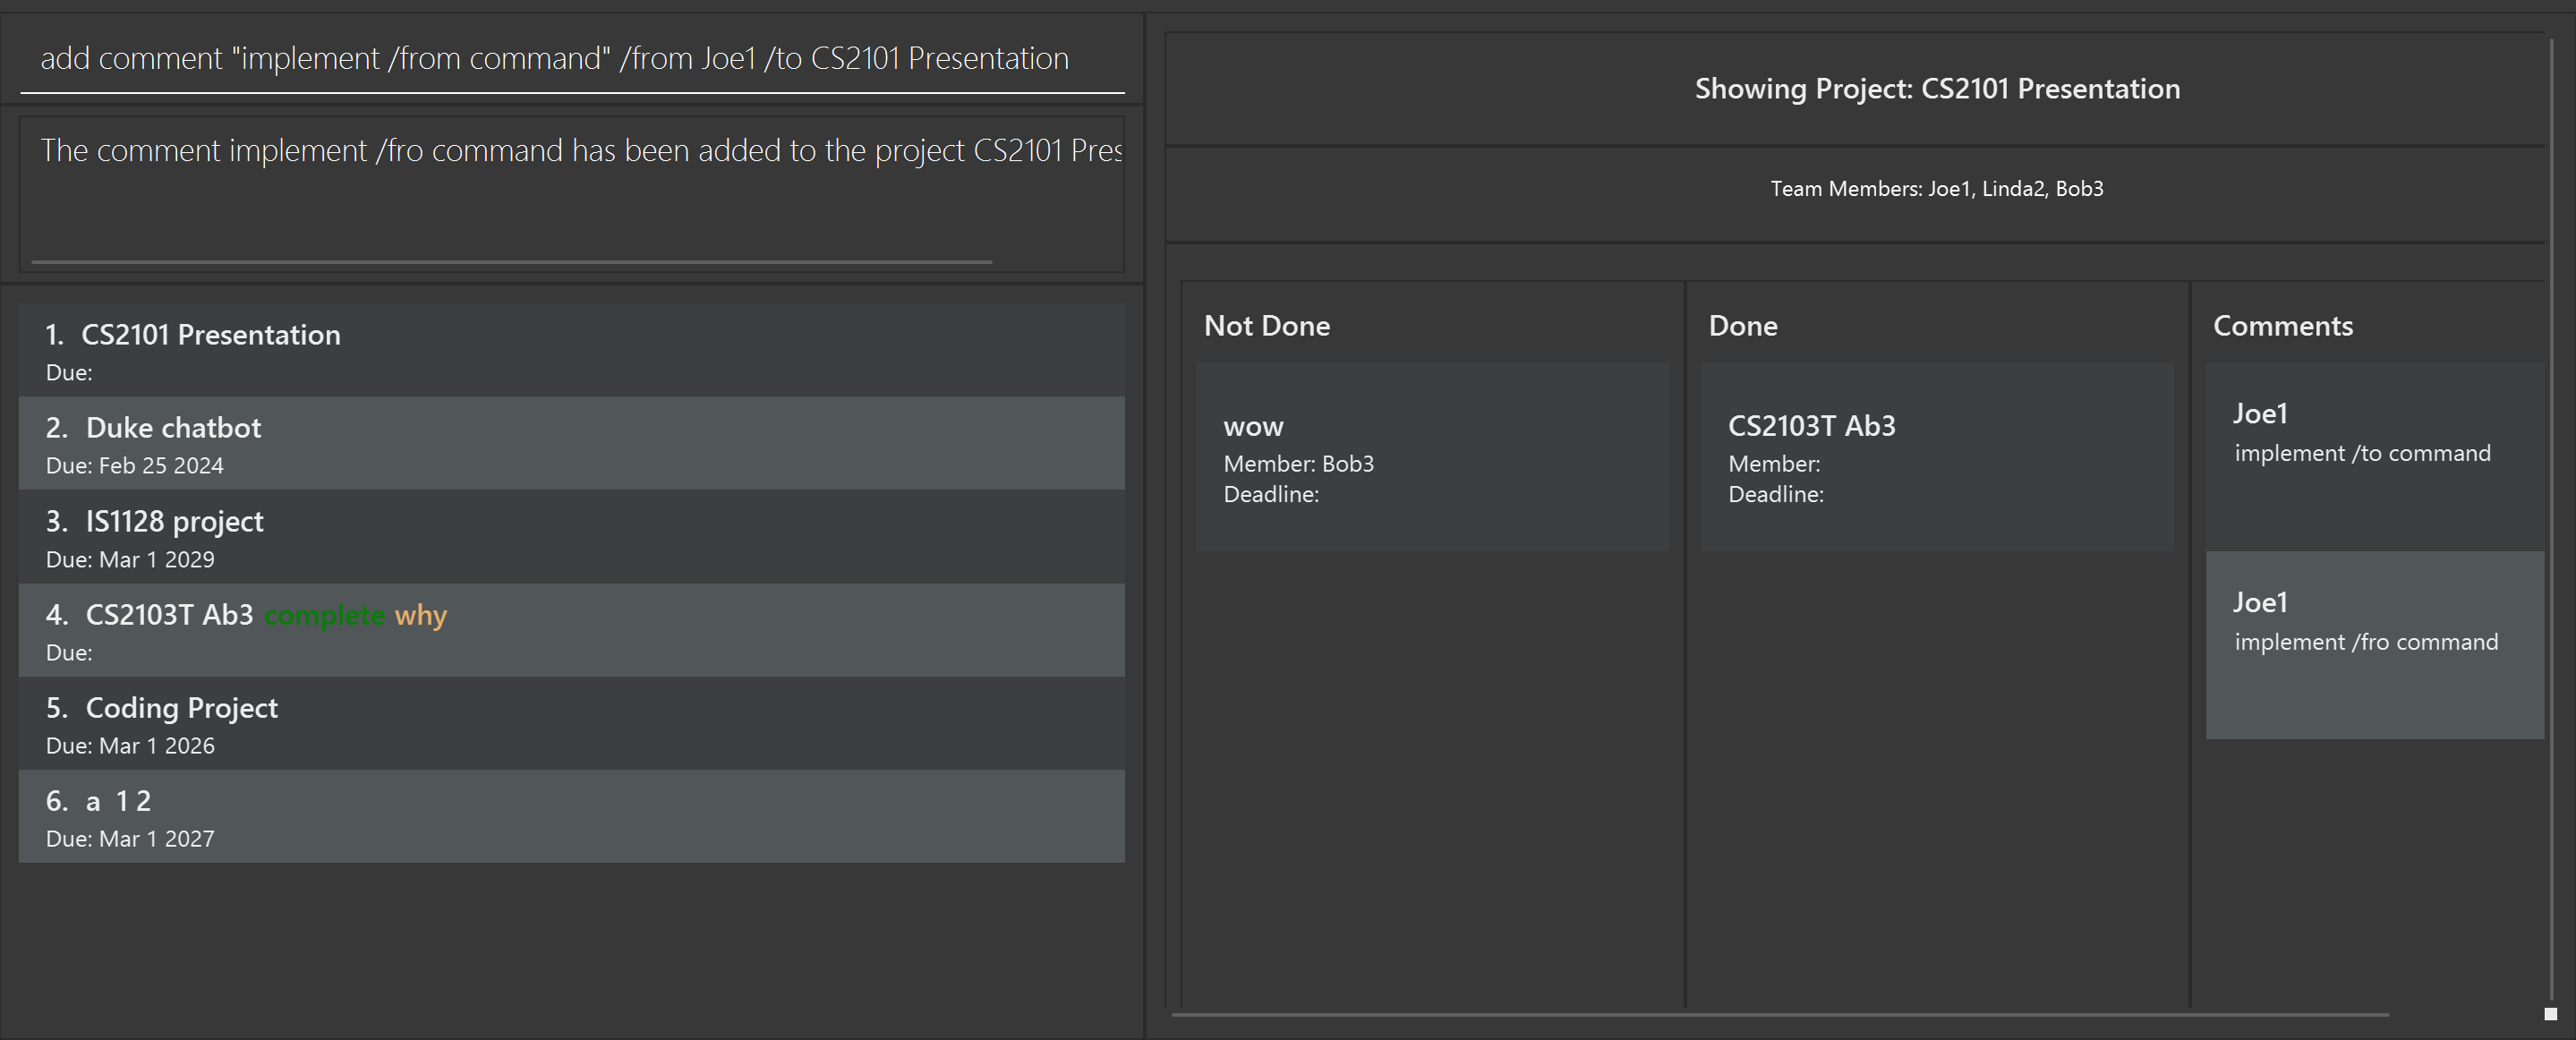 add comment "implement /from command" /from Joe1 /to CS2101 Presentation
The comment implement /fro command has been added to the project CS2101 Pres
1. CS2101 Presentation
Due:
2. Duke chatbot
Due: Feb 25 2024
3. IS1128 project
Due: Mar 1 2029
4. CS2103T Ab3 complete why
Due:
5. Coding Project
Due: Mar 1 2026
6. a 1 2
Due: Mar 1 2027
Showing Project: CS2101 Presentation
Team Members: Joe1, Linda2, Bob3
Not Done
wow
Member: Bob3
Deadline:
Done
CS2103T Ab3
Member:
Deadline:
Comments
Joe1
implement /to command
Joe1
implement /fro command